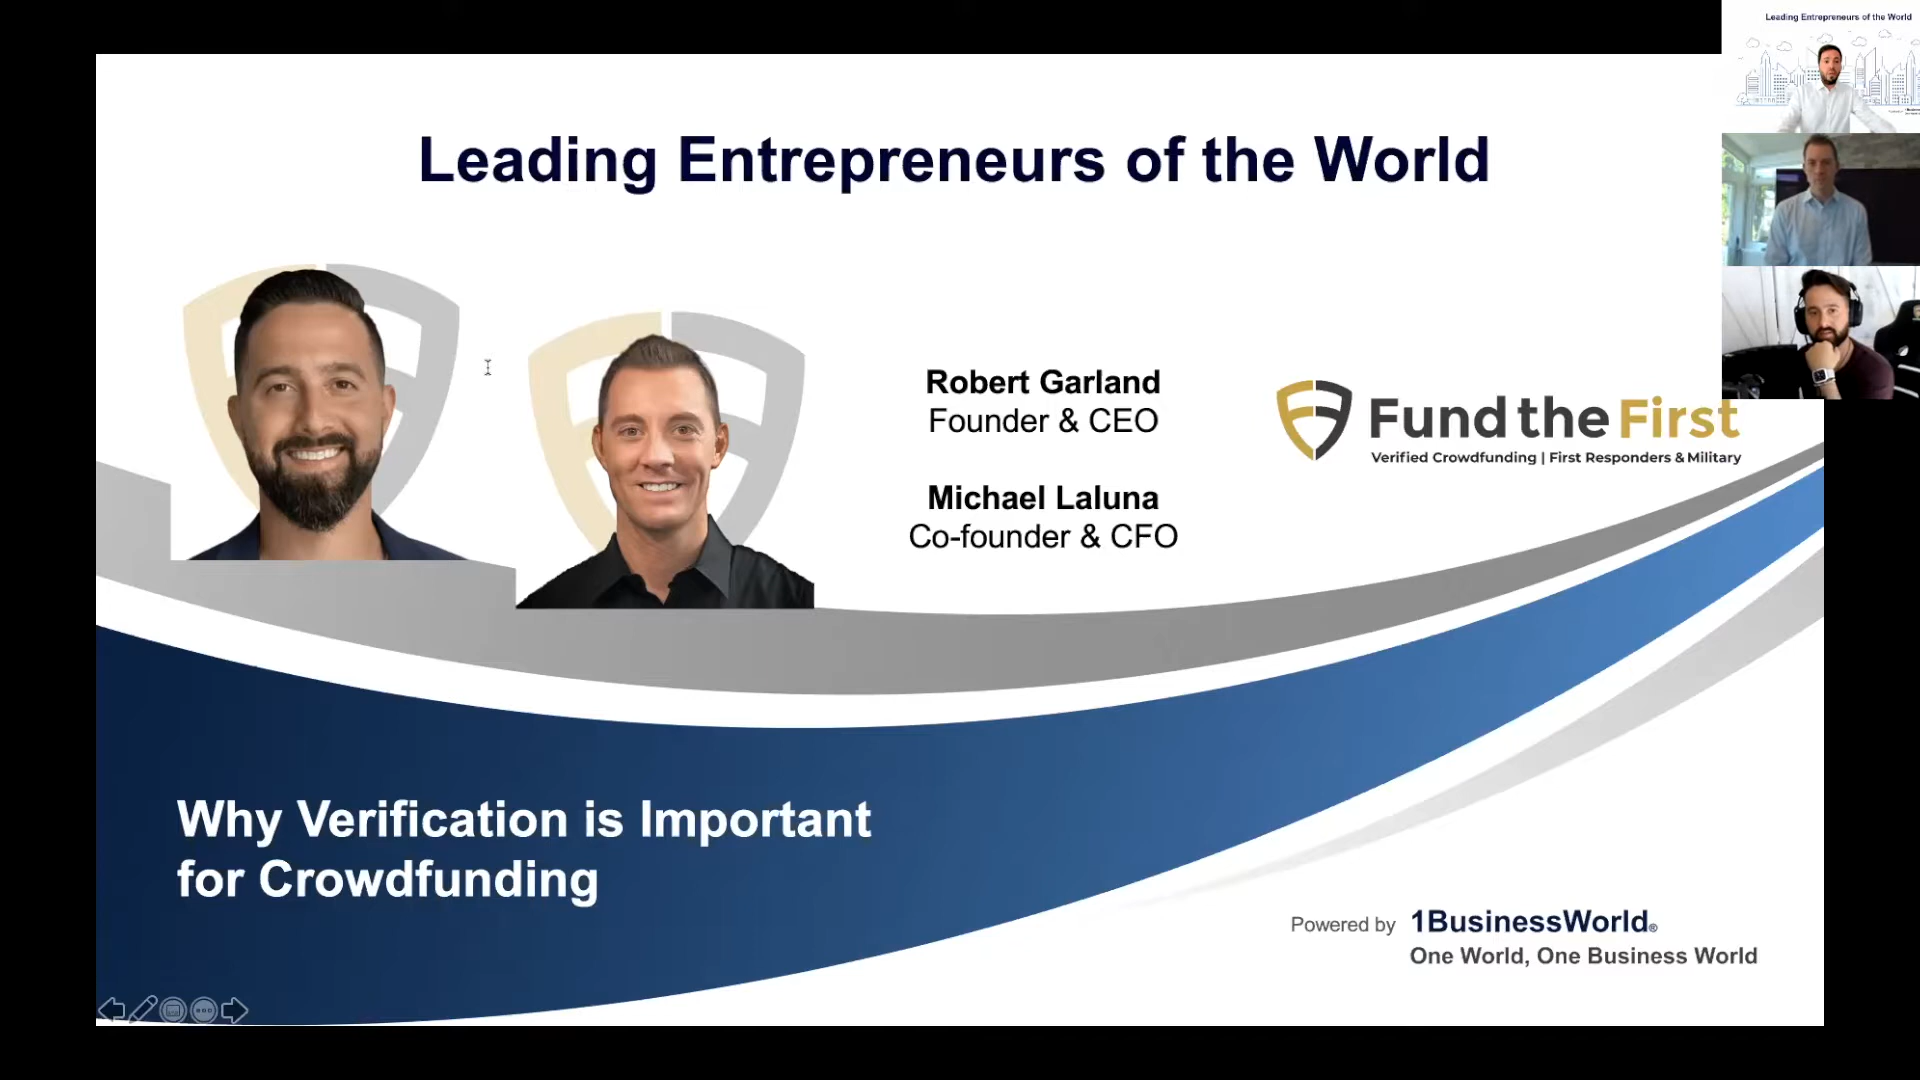 Leading Entrepreneurs of the World
Leading Entrepreneurs of the World
Robert Garland
Founder & CEO
Michael Laluna
Co-founder & CFO
Fund the First
Verified Crowdfunding | First Responders & Military
Why Verification is Important
for Crowdfunding
Powered by 1BusinessWorld®
One World, One Business World